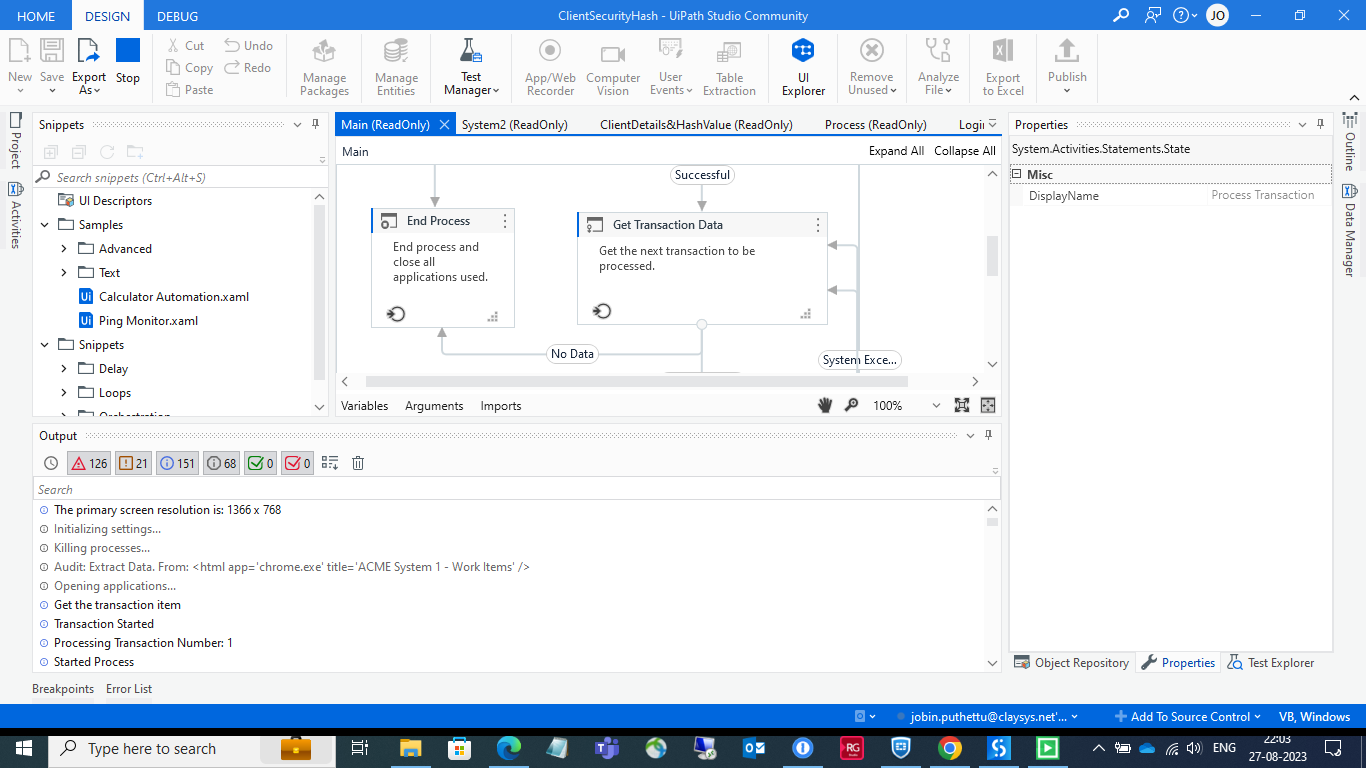 HOME DESIGN DEBUG ClientSecurityHash - UiPath Studio Community JO
New Save Export As Stop Cut Copy Paste Undo Redo Manage Packages Manage Entities Test Manager App/Web Recorder Computer Vision User Events Table Extraction UI Explorer Remove Unused Analyze File Export to Excel Publish
Project
Activities
Snippets
Search snippets (Ctrl+Alt+S)
UI Descriptors
Samples
Advanced
Text
Ui Calculator Automation.xaml
Ui Ping Monitor.xaml
Snippets
Delay
Loops
Orchestration
Main (ReadOnly) System2 (ReadOnly) ClientDetails&HashValue (ReadOnly) Process (ReadOnly) Login
Main Expand All Collapse All
Successful
End Process
End process and
close all
applications used.
Get Transaction Data
Get the next transaction to be
processed.
No Data
System Exce...
Variables Arguments Imports 100%
Properties
System.Activities.Statements.State
Misc
DisplayName Process Transaction
Outline
Data Manager
Output
126 21 151 68 0 0
Search
The primary screen resolution is: 1366 x 768
Initializing settings...
Killing processes...
Audit: Extract Data. From: <html app='chrome.exe' title='ACME System 1 - Work Items' />
Opening applications...
Get the transaction item
Transaction Started
Processing Transaction Number: 1
Started Process
Object Repository Properties Test Explorer
Breakpoints Error List
jobin.puthettu@claysys.net'... Add To Source Control VB, Windows
Type here to search RG ENG 22:03
27-08-2023